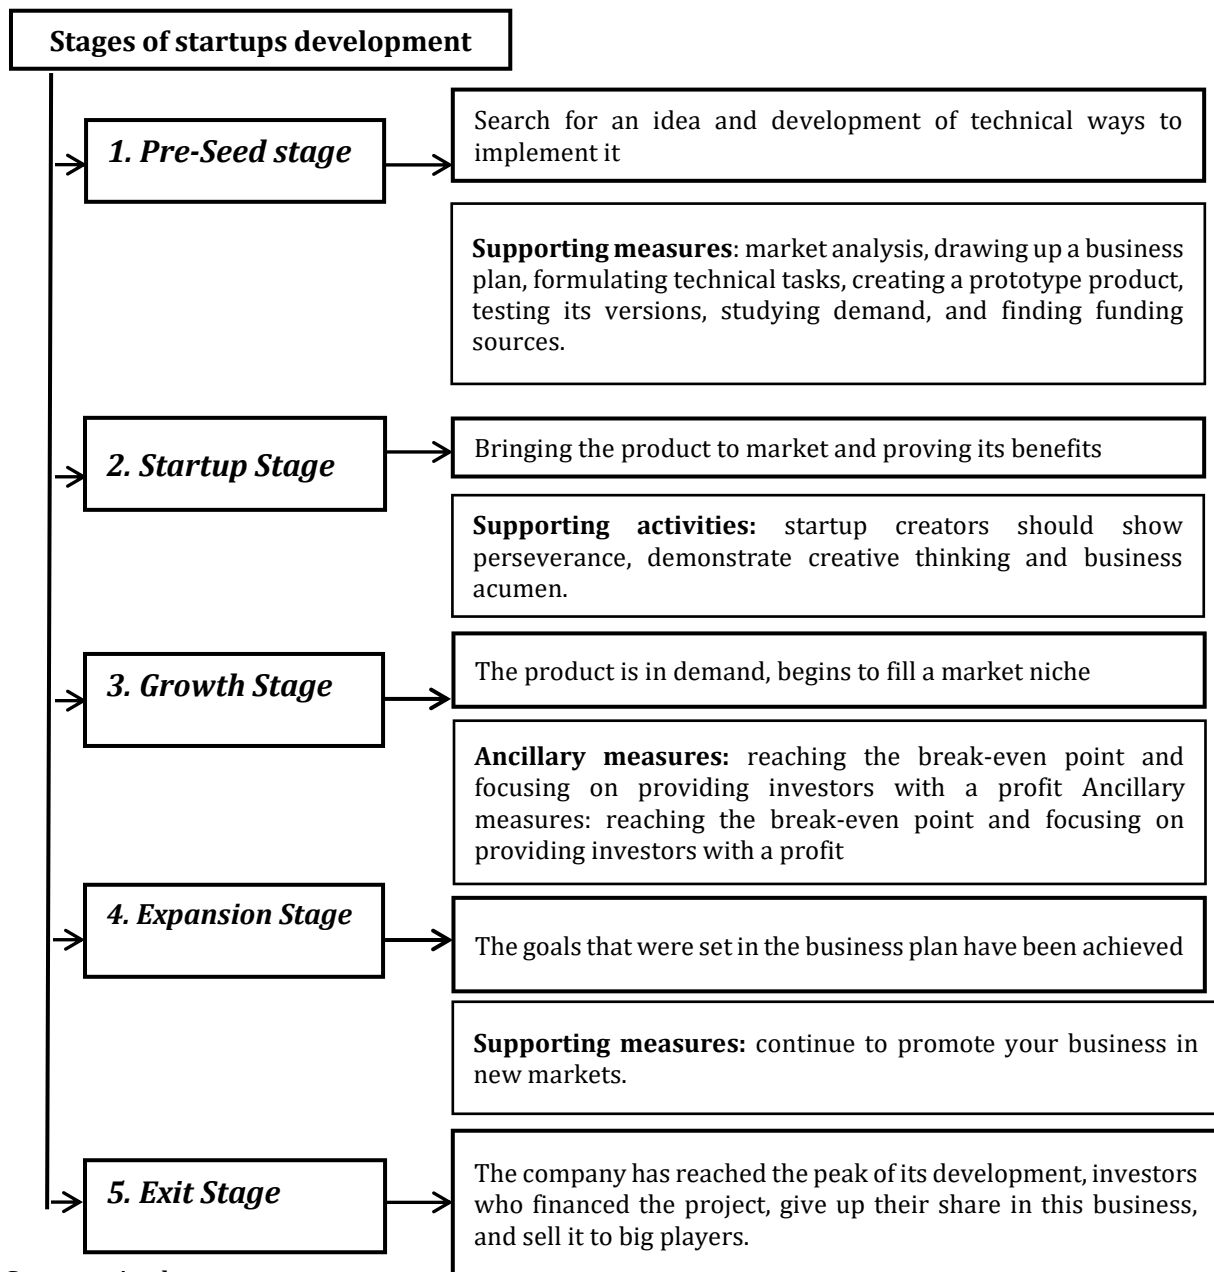 Stages of startups development
1. Pre-Seed stage
Search for an idea and development of technical ways to
implement it
Supporting measures: market analysis, drawing up a business
plan, formulating technical tasks, creating a prototype product,
testing its versions, studying demand, and finding funding
sources.
2. Startup Stage
Bringing the product to market and proving its benefits
Supporting activities: startup creators should show
perseverance, demonstrate creative thinking and business
acumen.
3. Growth Stage
The product is in demand, begins to fill a market niche
Ancillary measures: reaching the break-even point and
focusing on providing investors with a profit Ancillary
measures: reaching the break-even point and focusing on
providing investors with a profit
4. Expansion Stage
The goals that were set in the business plan have been achieved
Supporting measures: continue to promote your business in
new markets.
5. Exit Stage
The company has reached the peak of its development, investors
who financed the project, give up their share in this business,
and sell it to big players.